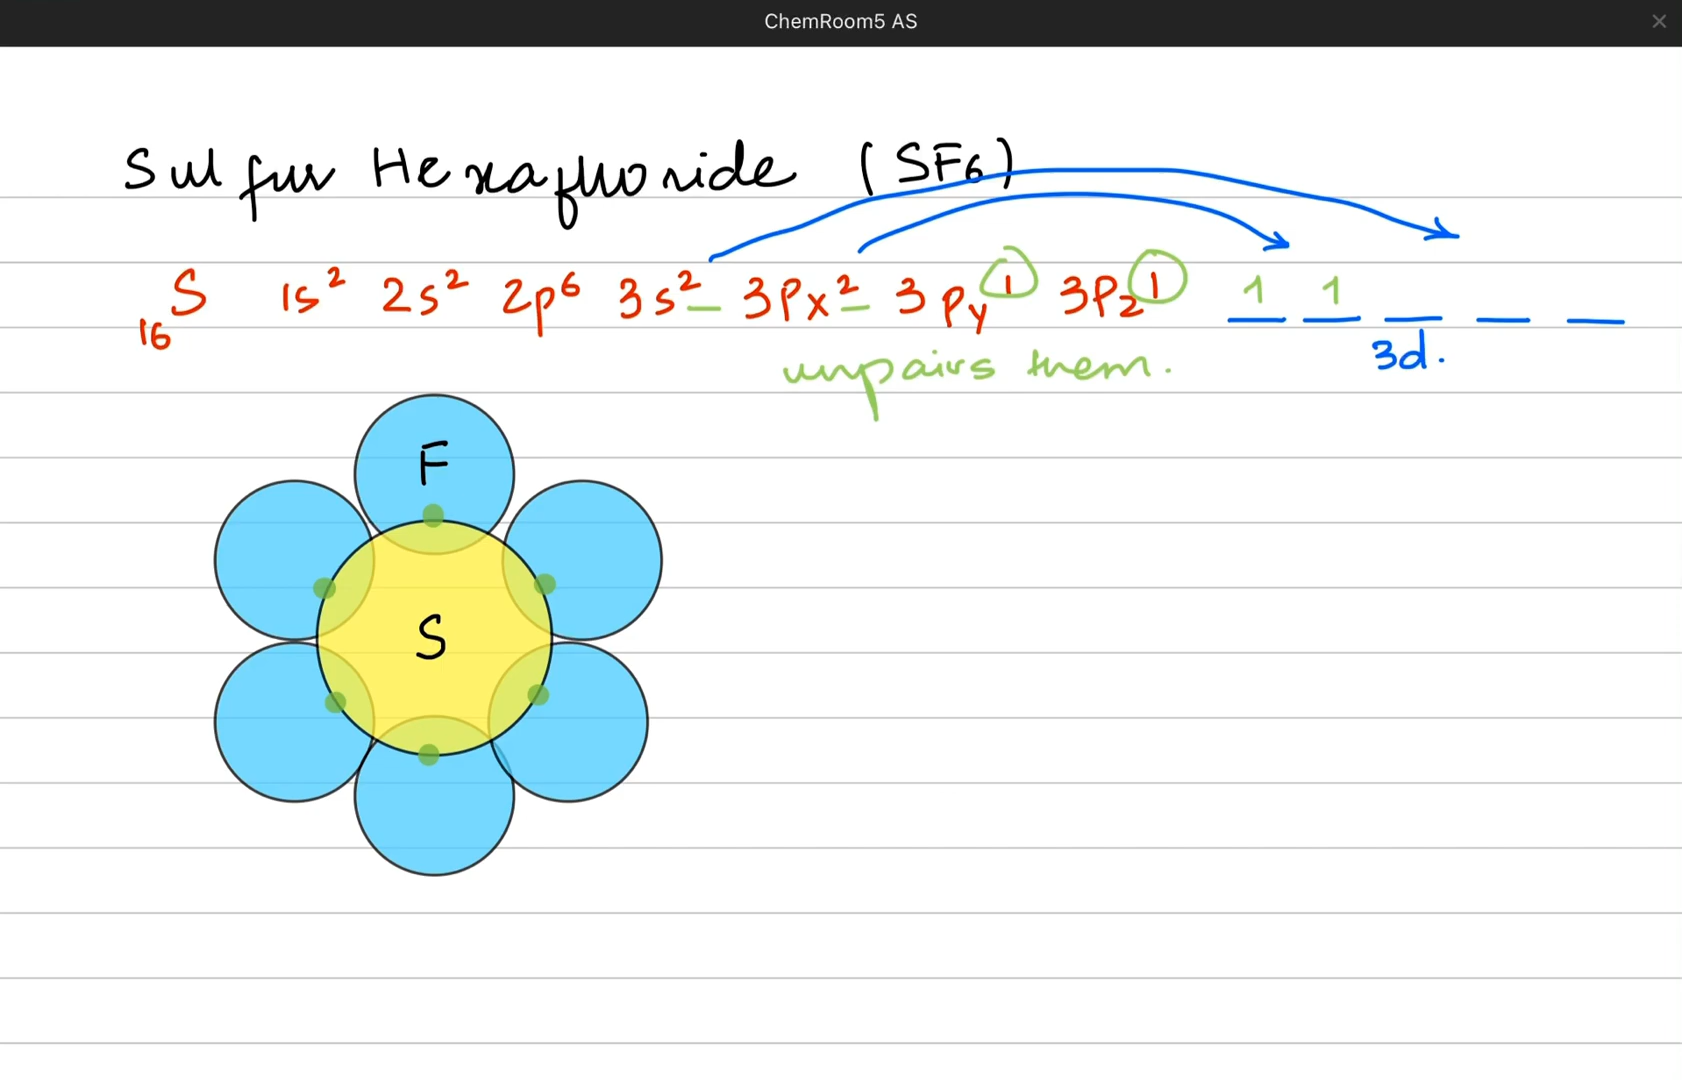 ChemRoom5 AS
Sulfur Hexafluoride (SF₆)
₁₆S 1s² 2s² 2p⁶ 3s² 3Px² 3Py¹ 3Pz¹ 1 1
3d.
unpairs them.
F
S